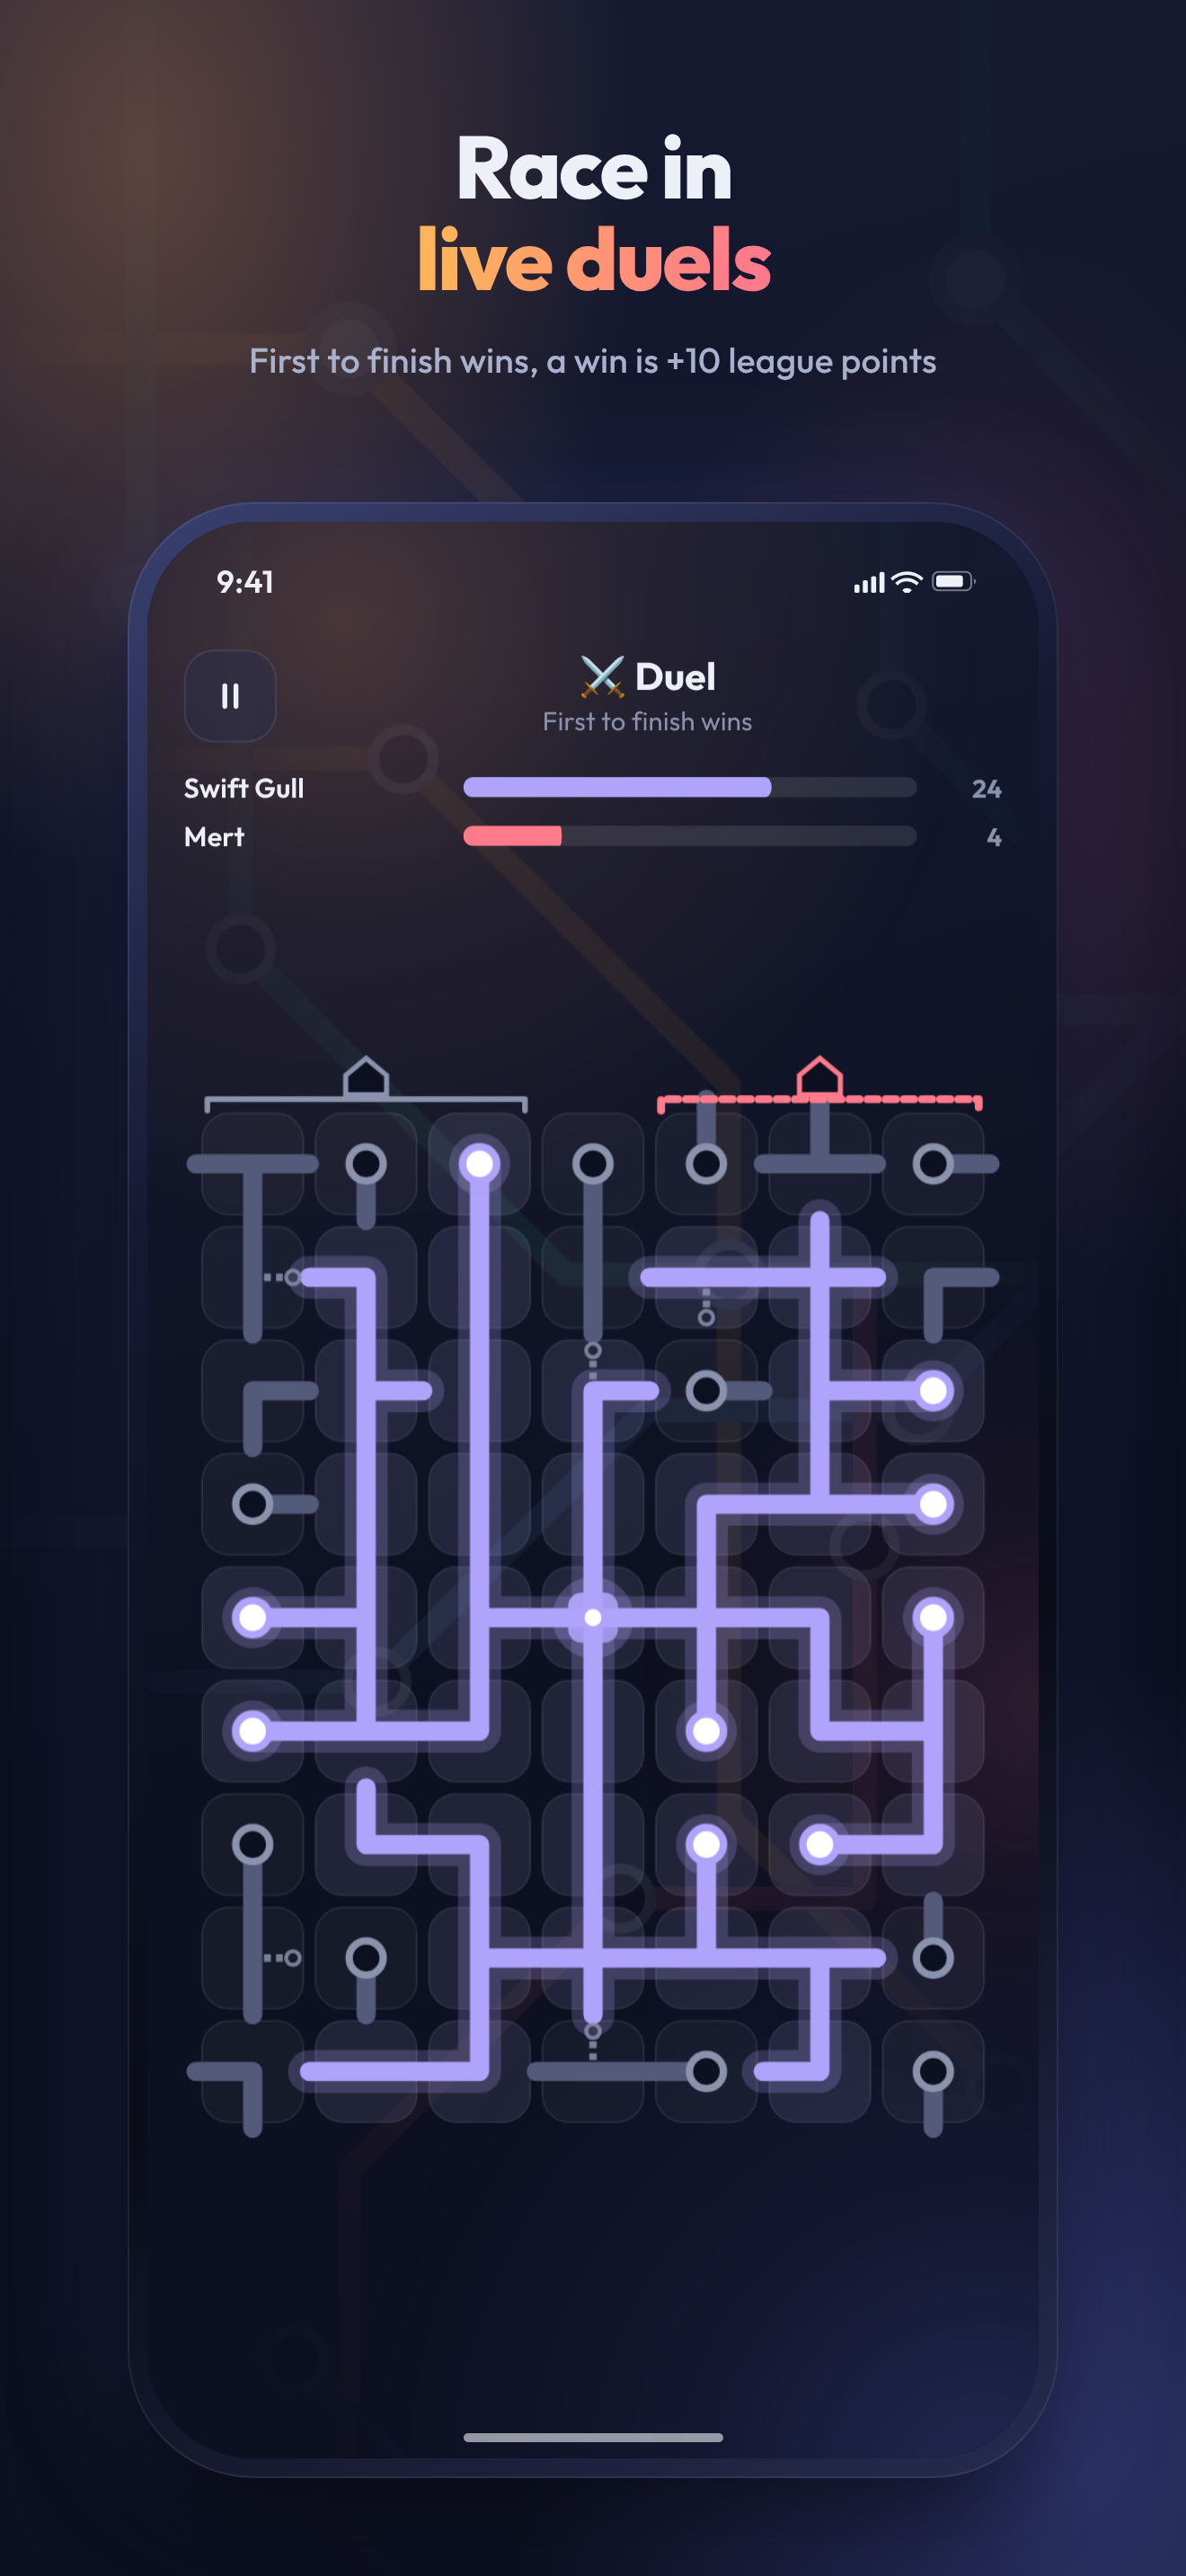 Race in
live duels
First to finish wins, a win is +10 league points
9:41
⚔️ Duel
First to finish wins
Swift Gull 24
Mert 4